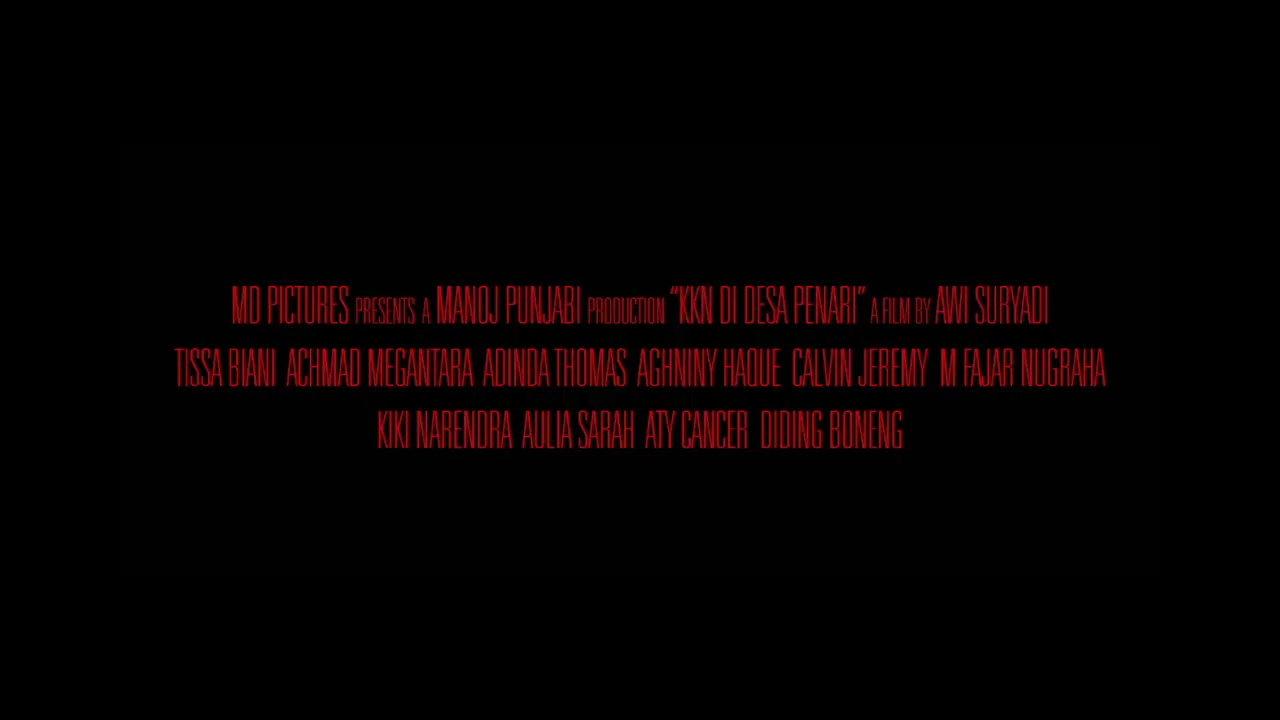 MD PICTURES PRESENTS A MANOJ PUNJABI PRODUCTION “KKN DI DESA PENARI” A FILM BY AWI SURYADI
TISSA BIANI ACHMAD MEGANTARA ADINDA THOMAS AGHNINY HAQUE CALVIN JEREMY M FAJAR NUGRAHA
KIKI NARENDRA AULIA SARAH ATY CANCER DIDING BONENG